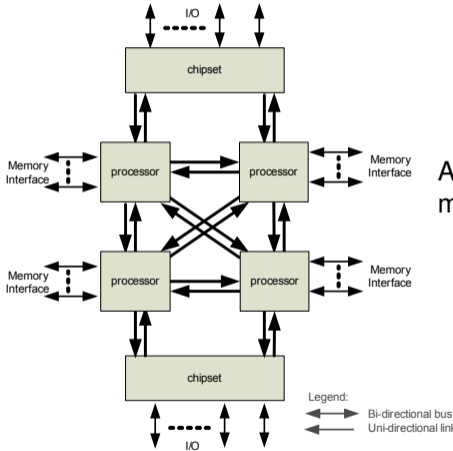 I/O
chipset
Memory
Interface
processor
processor
Memory
Interface
A
m
Memory
Interface
processor
processor
Memory
Interface
chipset
Legend:
Bi-directional bus
Uni-directional link
I/O